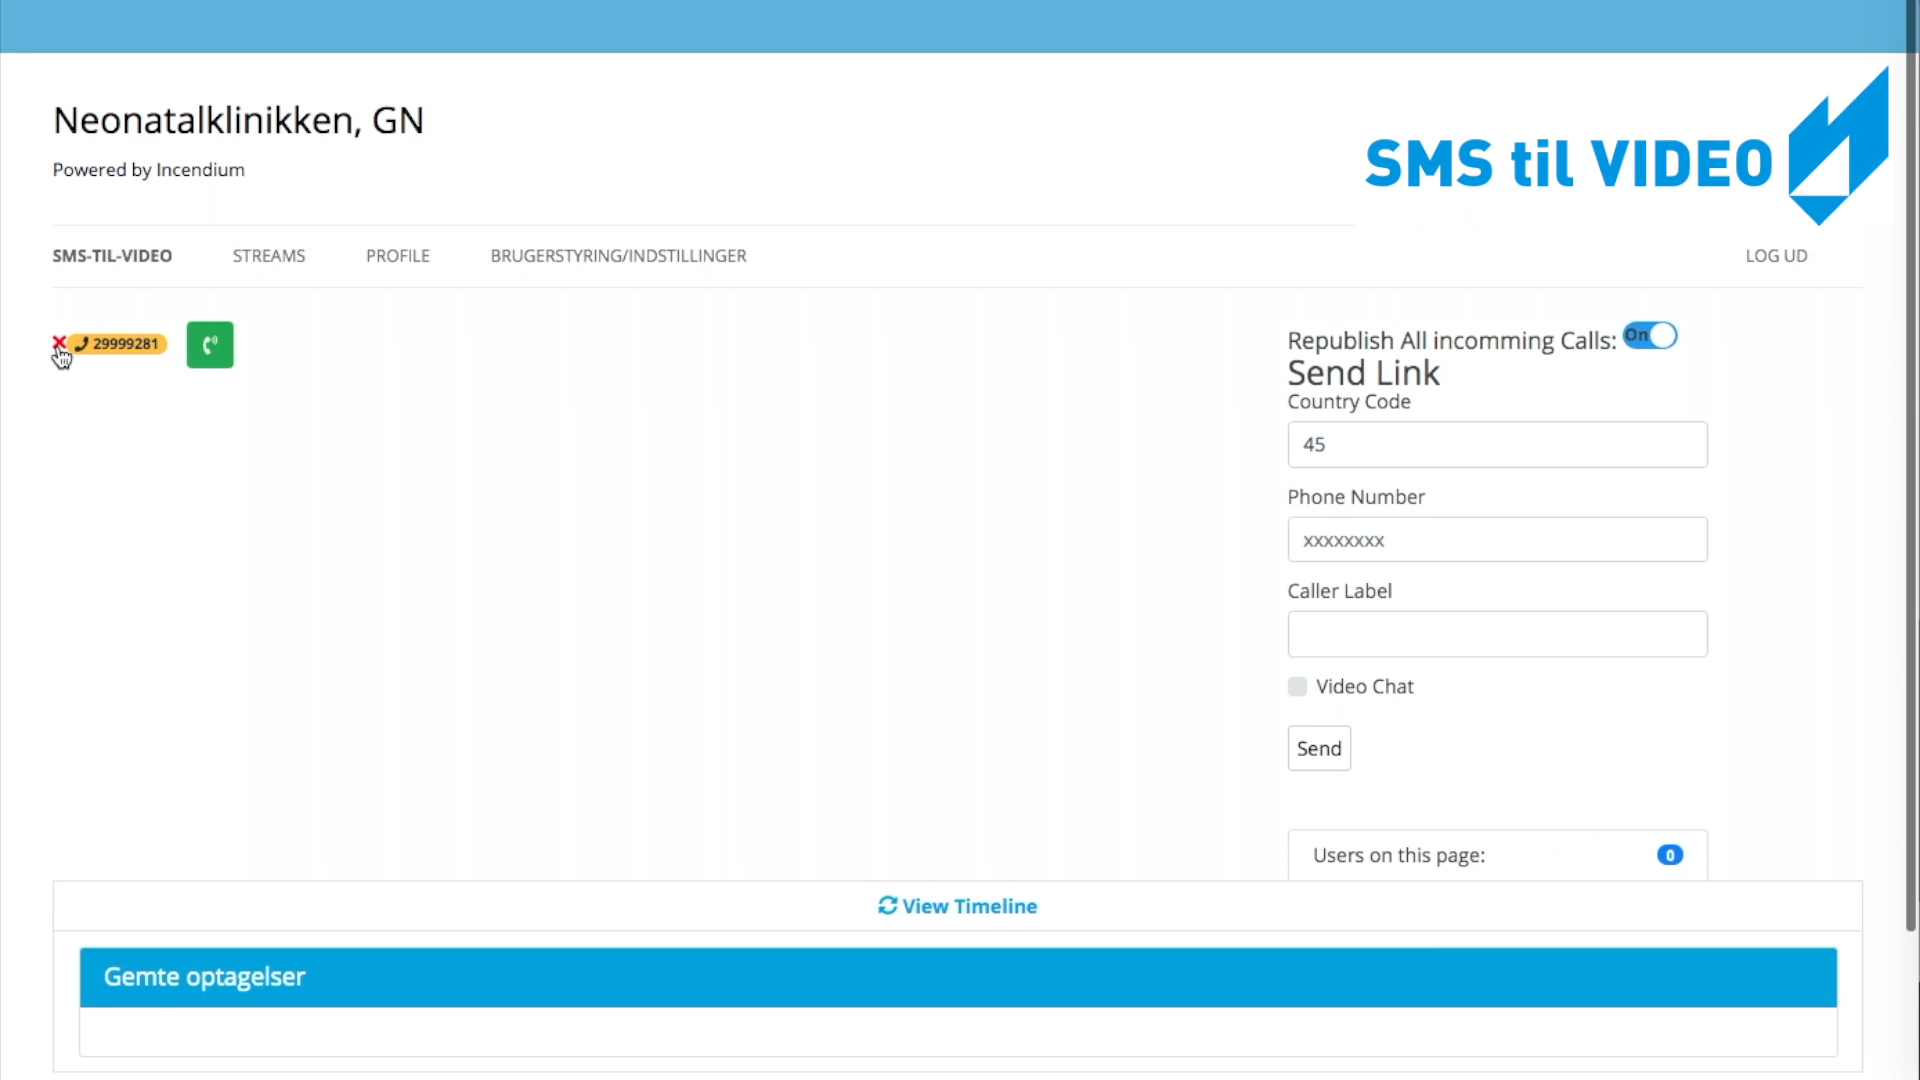 Neonatalklinikken, GN
Powered by Incendium
SMS til VIDEO
SMS-TIL-VIDEO STREAMS PROFILE BRUGERSTYRING/INDSTILLINGER LOG UD
29999281
Republish All incomming Calls: On
Send Link
Country Code
45
Phone Number
xxxxxxxx
Caller Label
Video Chat
Send
Users on this page: 0
View Timeline
Gemte optagelser